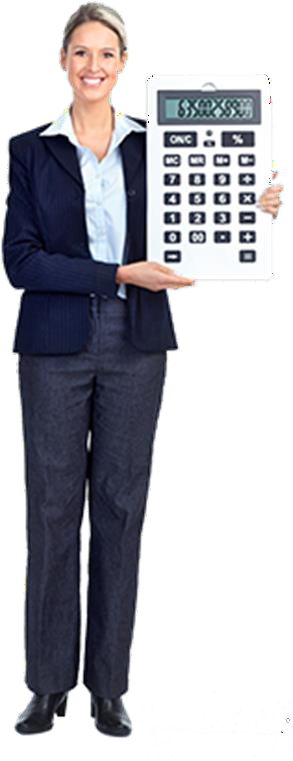 ON/C %
MC MR M+ M-
7 8 9 ÷
4 5 6 ×
1 2 3 -
0 00 . +
- =